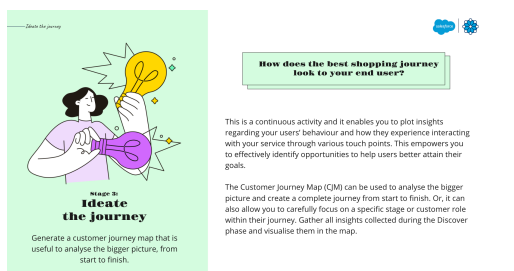 Ideate the journey
salesforce
How does the best shopping journey
look to your end user?
This is a continuous activity and it enables you to plot insights
regarding your users' behaviour and how they experience interacting
with your service through various touch points. This empowers you
to effectively identify opportunities to help users better attain their
goals.
The Customer Journey Map (CJM) can be used to analyse the bigger
picture and create a complete journey from start to finish. Or, it can
also allow you to carefully focus on a specific stage or customer role
within their journey. Gather all insights collected during the Discover
phase and visualise them in the map.
Stage 3:
Ideate
the journey
Generate a customer journey map that is
useful to analyse the bigger picture, from
start to finish.